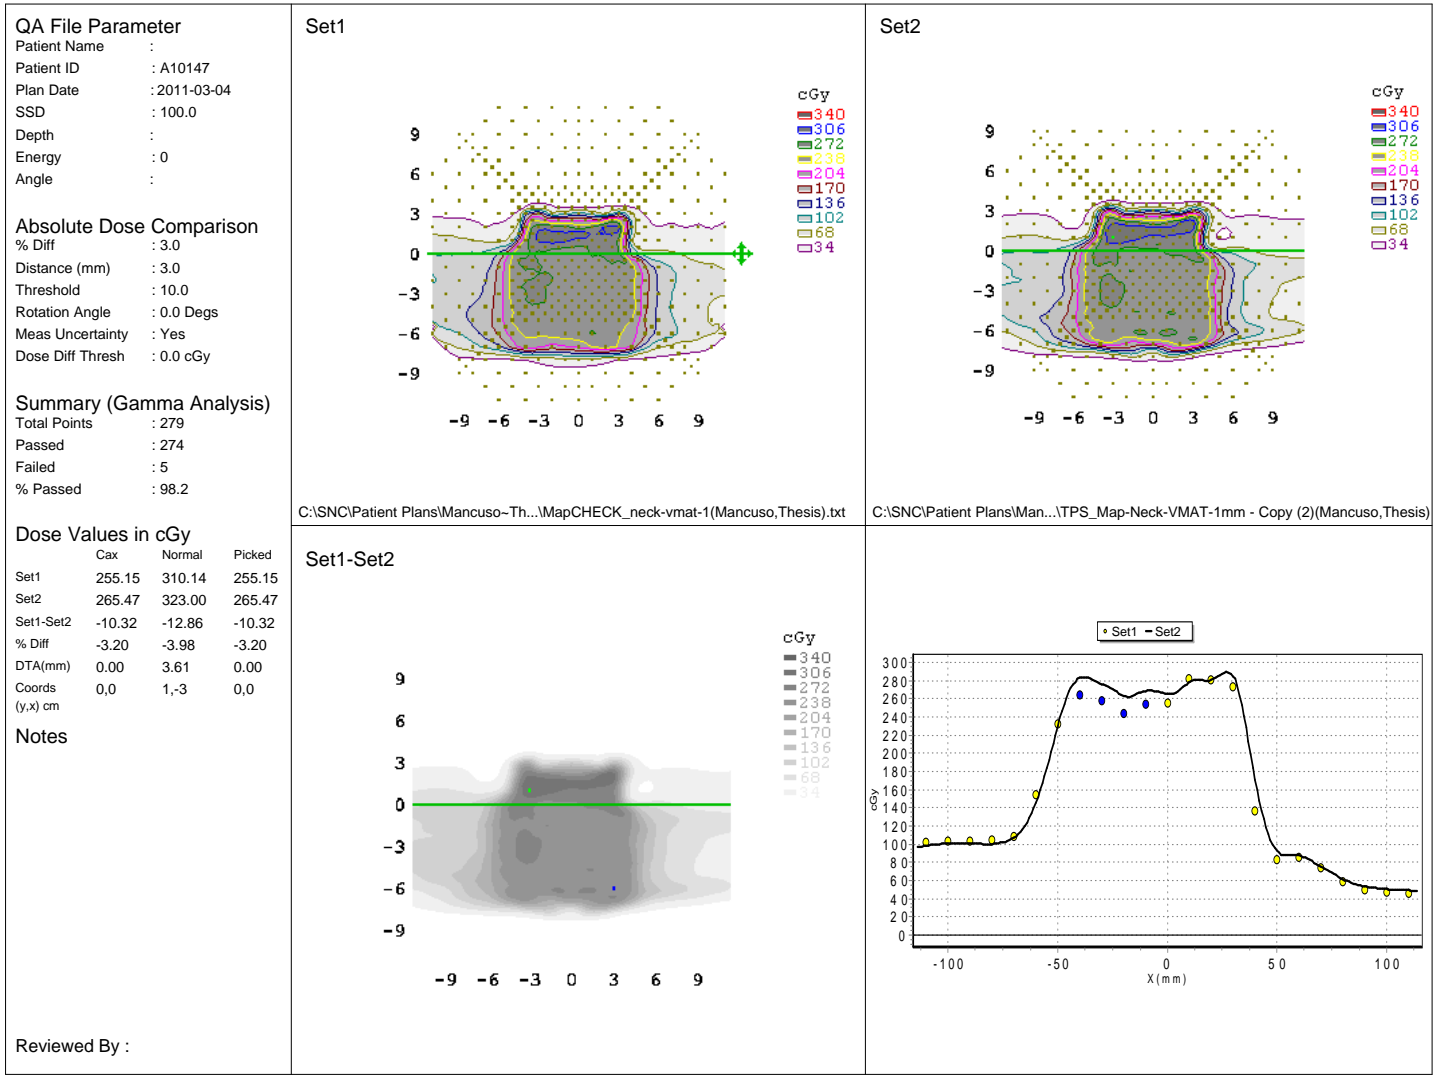 QA File Parameter
Patient Name :
Patient ID : A10147
Plan Date : 2011-03-04
SSD : 100.0
Depth :
Energy : 0
Angle :
Absolute Dose Comparison
% Diff : 3.0
Distance (mm) : 3.0
Threshold : 10.0
Rotation Angle : 0.0 Degs
Meas Uncertainty : Yes
Dose Diff Thresh : 0.0 cGy
Summary (Gamma Analysis)
Total Points : 279
Passed : 274
Failed : 5
% Passed : 98.2
Dose Values in cGy
Cax Normal Picked
Set1 255.15 310.14 255.15
Set2 265.47 323.00 265.47
Set1-Set2 -10.32 -12.86 -10.32
% Diff -3.20 -3.98 -3.20
DTA(mm) 0.00 3.61 0.00
Coords 0,0 1,-3 0,0
(y,x) cm
Notes
Reviewed By :
Set1
cGy
340
306
272
238
204
170
136
102
68
34
9
6
3
0
-3
-6
-9
-9 -6 -3 0 3 6 9
C:\SNC\Patient Plans\Mancuso~Th...\MapCHECK_neck-vmat-1(Mancuso,Thesis).txt
Set2
cGy
340
306
272
238
204
170
136
102
68
34
9
6
3
0
-3
-6
-9
-9 -6 -3 0 3 6 9
C:\SNC\Patient Plans\Man...\TPS_Map-Neck-VMAT-1mm - Copy (2)(Mancuso,Thesis)
Set1-Set2
cGy
340
306
272
238
204
170
136
102
68
34
9
6
3
0
-3
-6
-9
-9 -6 -3 0 3 6 9
Set1 Set2
300
280
260
240
220
200
180
160
140
120
100
80
60
40
20
0
cGy
-100 -50 0 50 100
X(mm)